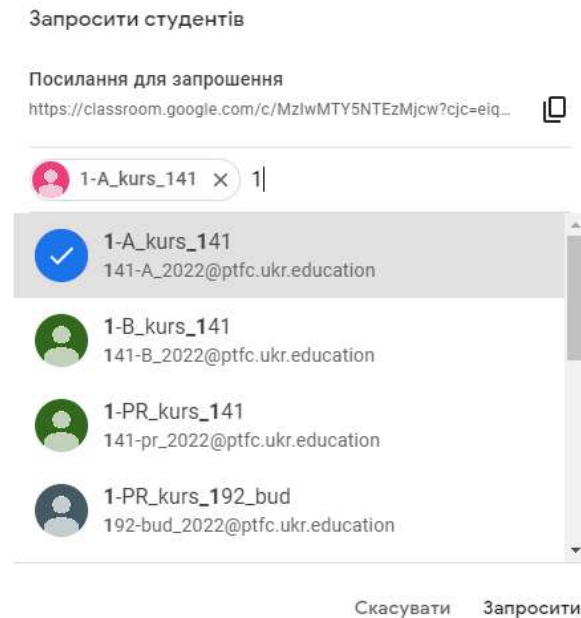 Запросити студентів
Посилання для запрошення
https://classroom.google.com/c/MzIwMTY5NTEzMjcw?cjc=eiq...
1-A_kurs_141 × 1
1-A_kurs_141
141-A_2022@ptfc.ukr.education
1-B_kurs_141
141-B_2022@ptfc.ukr.education
1-PR_kurs_141
141-pr_2022@ptfc.ukr.education
1-PR_kurs_192_bud
192-bud_2022@ptfc.ukr.education
Скасувати Запросити